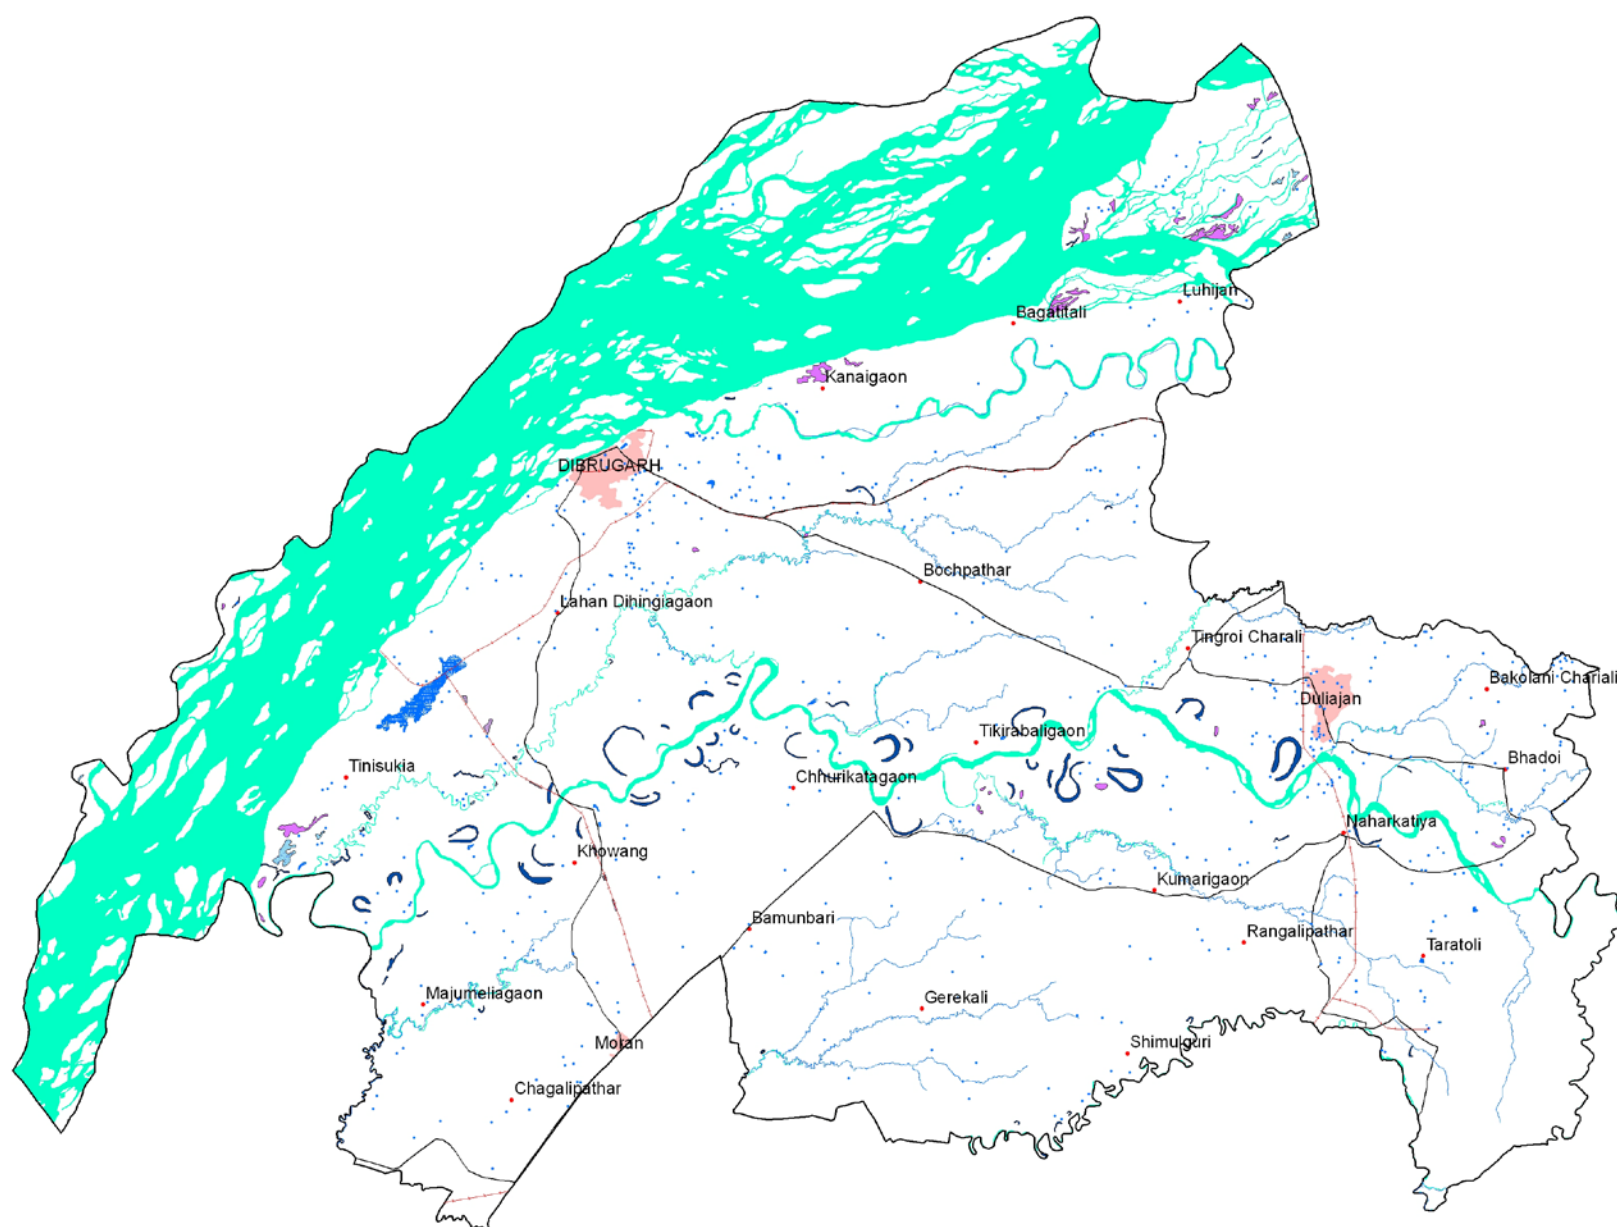 Luhijan
Bagatitali
Kanaigaon
DIBRUGARH
Bochpathar
Lahan Dihingiagaon
Tingroi Charali
Bakolani Chariali
Duliajan
Tikirabaligaon
Bhadoi
Tinisukia
Chhurikatagaon
Naharkatiya
Khowang
Kumarigaon
Bamunbari
Rangalipathar
Taratoli
Majumeliagaon
Gerekali
Moran
Shimulguri
Chagalipathar